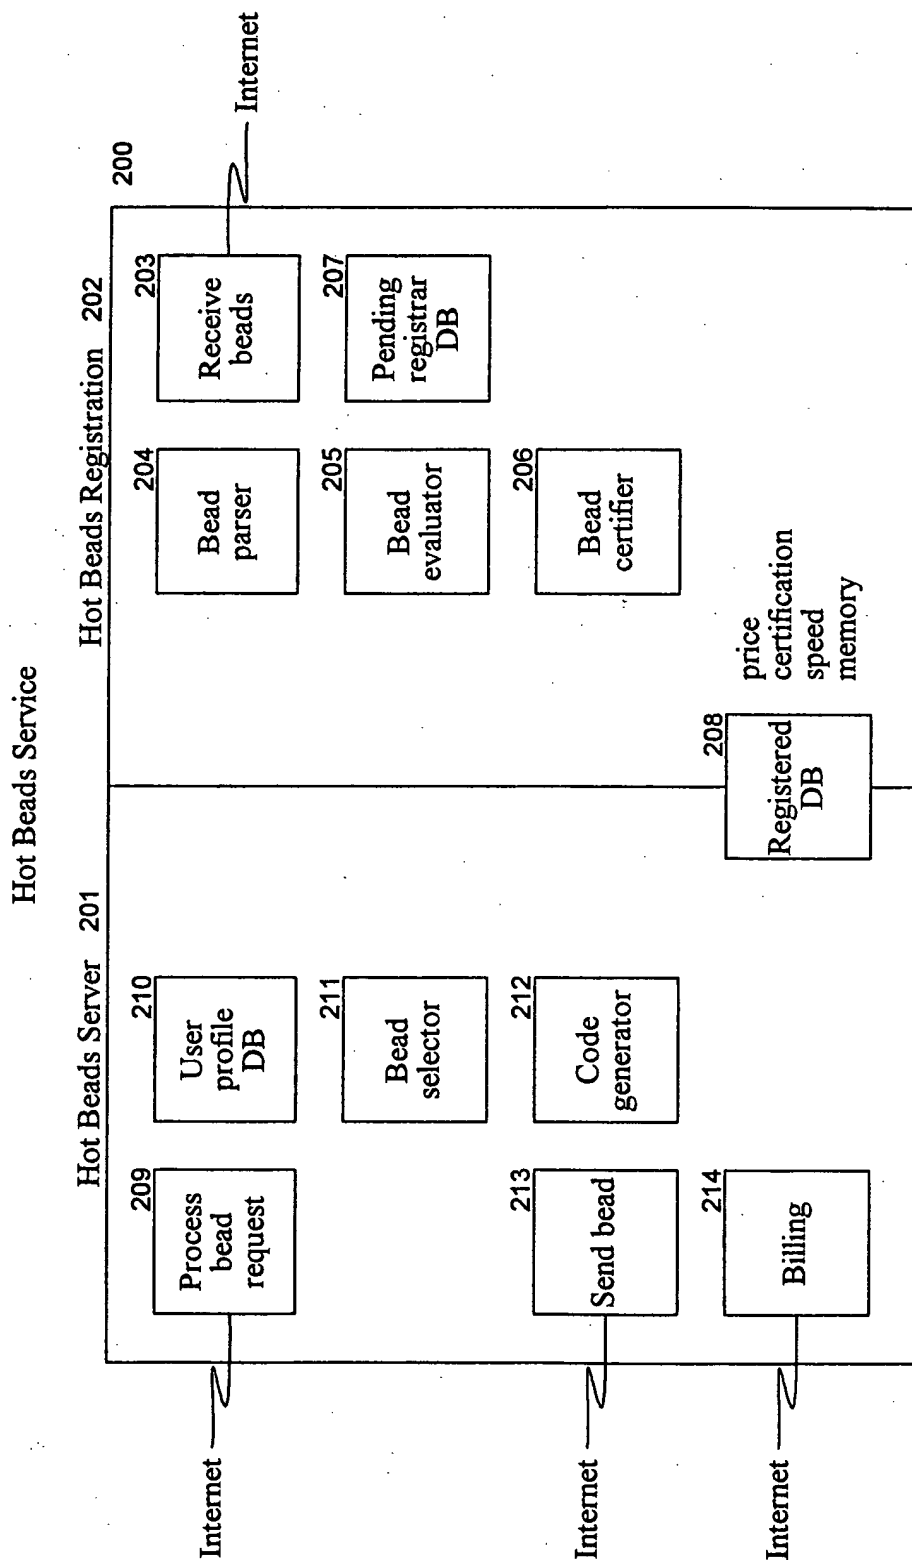 Hot Beads Service
Hot Beads Server 201
Hot Beads Registration 202
200
209
Process
bead
request
210
User
profile
DB
204
Bead
parser
203
Receive
beads
Internet
Internet
211
Bead
selector
205
Bead
evaluator
207
Pending
registrar
DB
213
Send bead
Internet
212
Code
generator
206
Bead
certifier
214
Billing
Internet
208
Registered
DB
price
certification
speed
memory